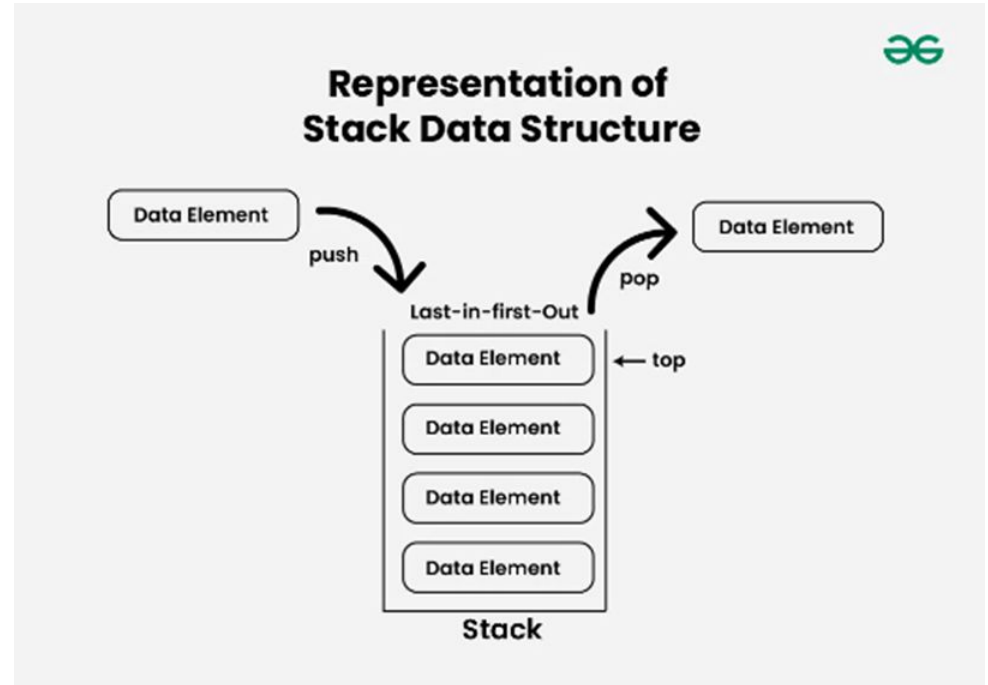 Representation of
Stack Data Structure
Data Element
push
Data Element
pop
Last-in-first-Out
Data Element
top
Data Element
Data Element
Data Element
Stack